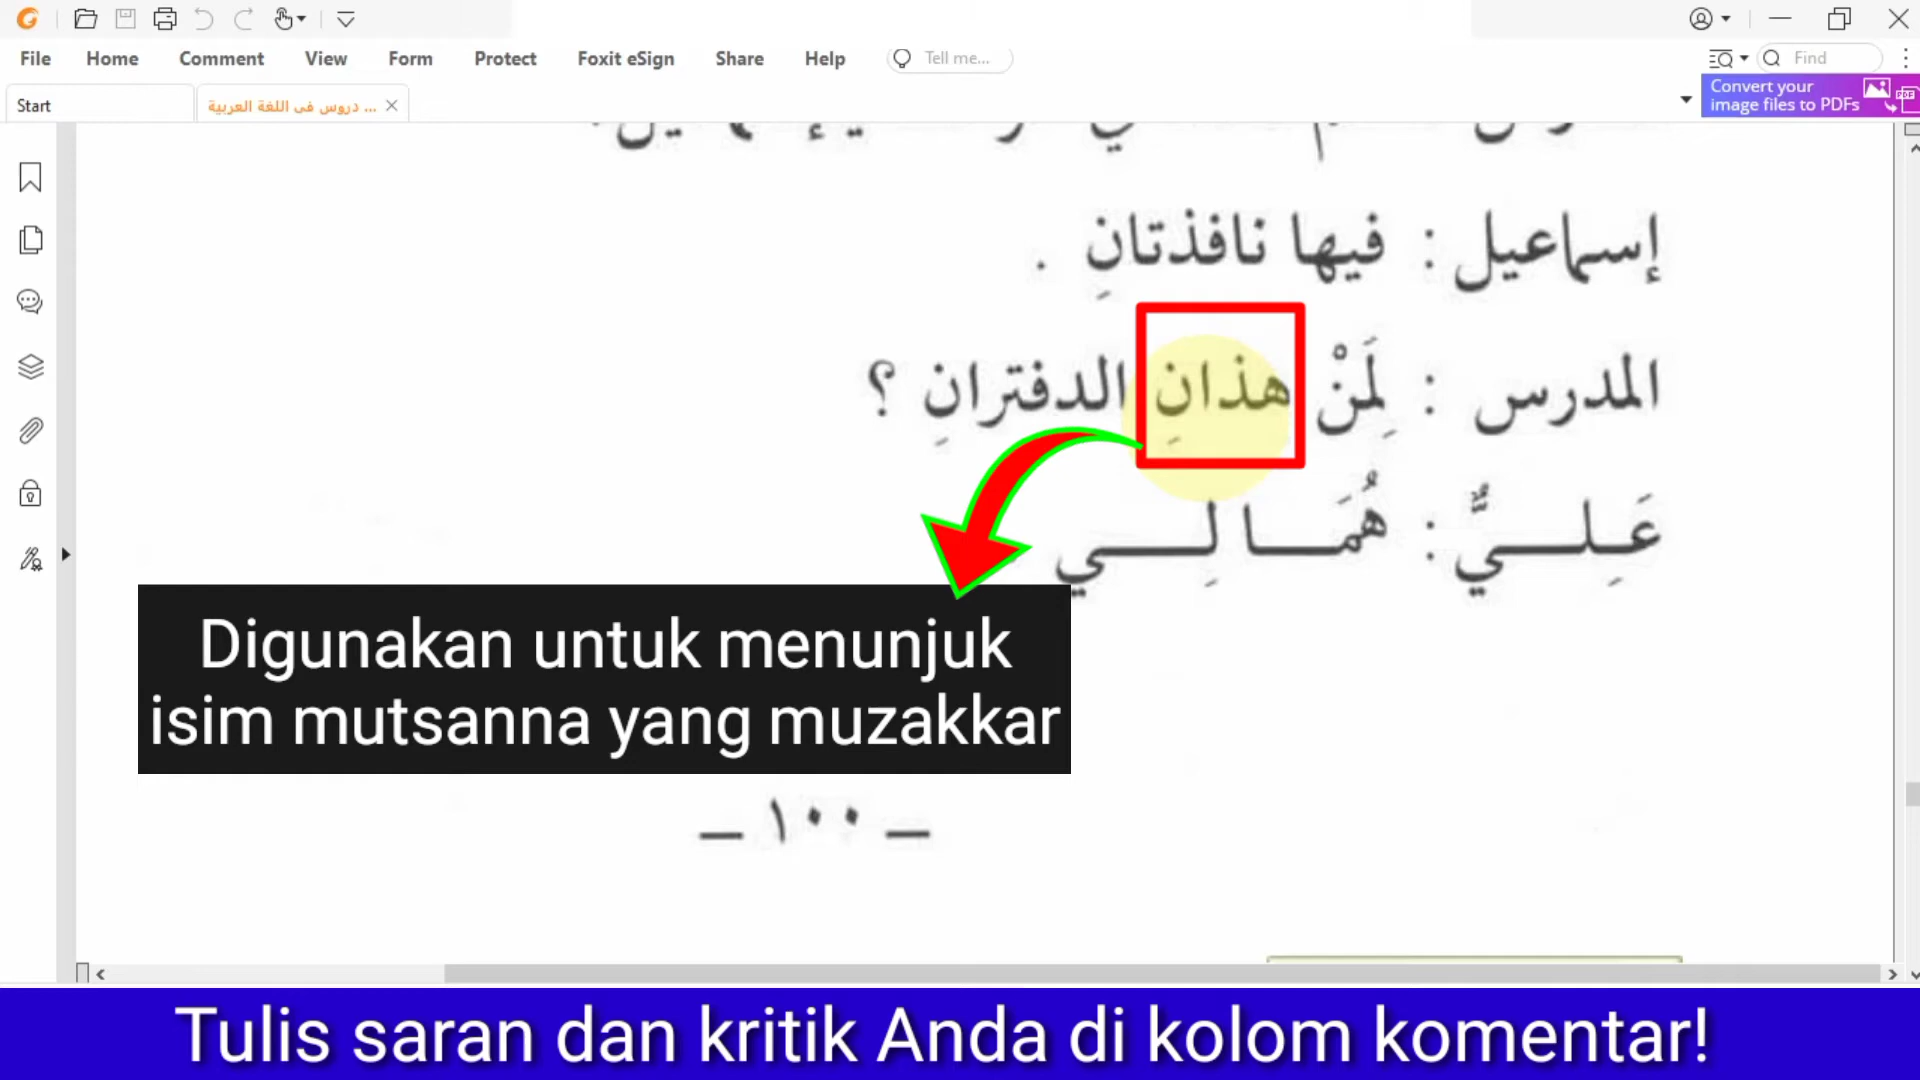 File Home Comment View Form Protect Foxit eSign Share Help Tell me... Find
Convert your
image files to PDFs
PDF
Start
دروس فى اللغة العربية ...
إسماعيل : فيها نافذتانِ .
المدرس : لِمَنْ هذانِ الدفترانِ ؟
عَلِيٌّ : هُمَا لِي
Digunakan untuk menunjuk
isim mutsanna yang muzakkar
– ١٠٠ –
Tulis saran dan kritik Anda di kolom komentar!